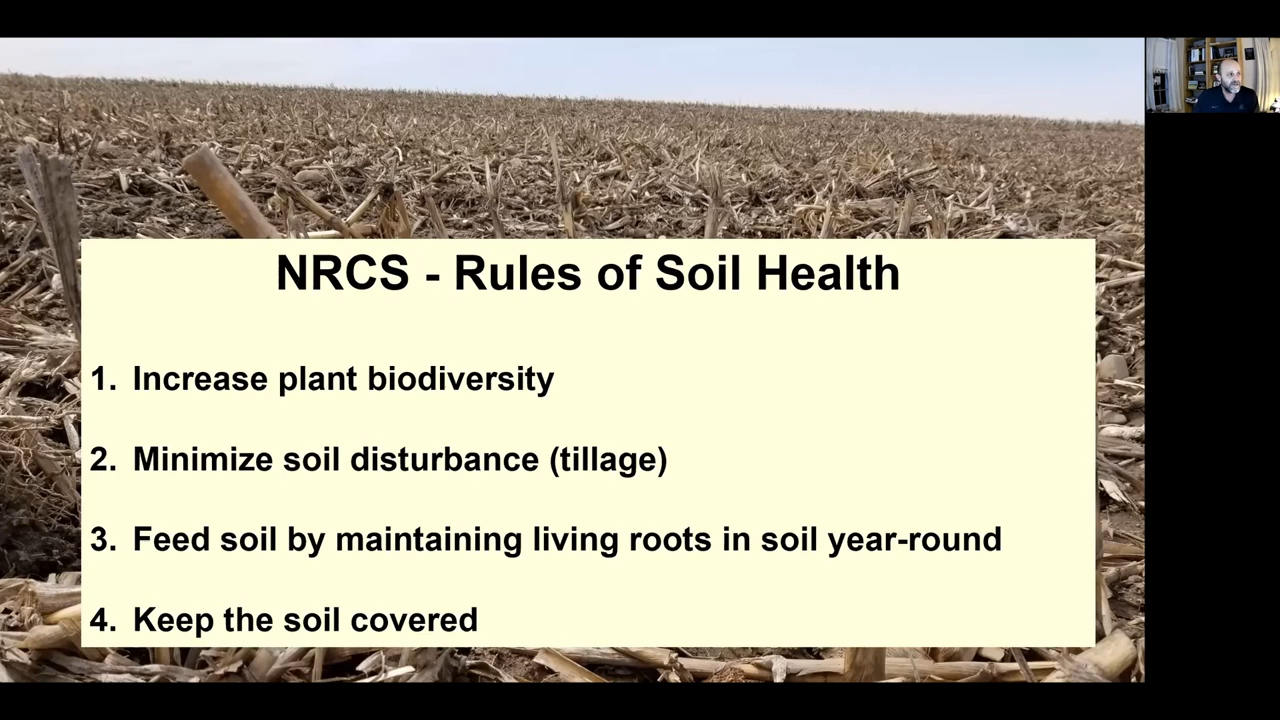 NRCS - Rules of Soil Health
1. Increase plant biodiversity
2. Minimize soil disturbance (tillage)
3. Feed soil by maintaining living roots in soil year-round
4. Keep the soil covered